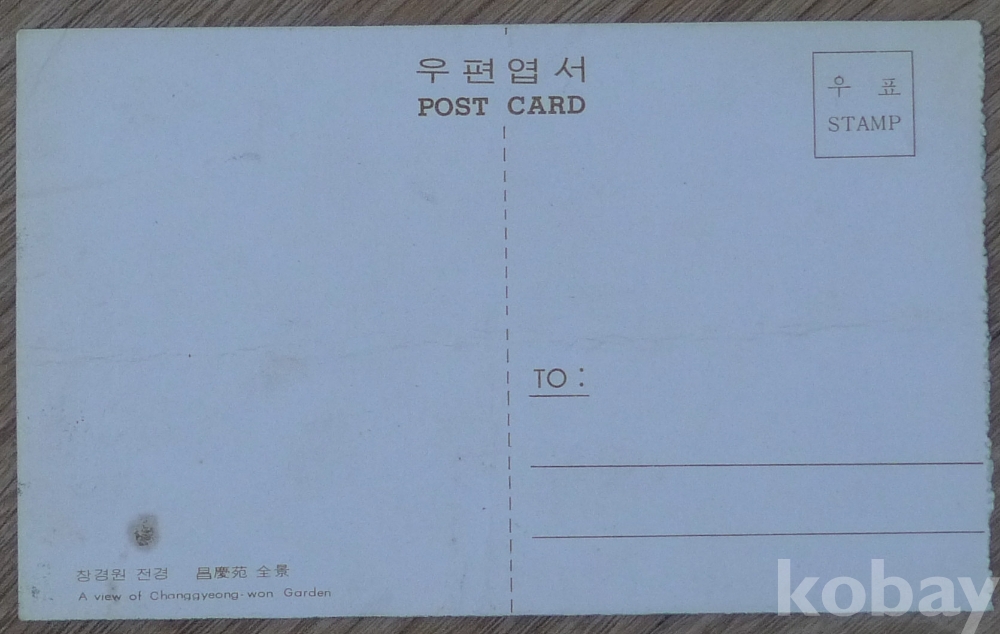 우편엽서
POST CARD
우 표
STAMP
TO :
창경원 전경 昌慶苑 全景
A view of Changgyeong-won Garden
kobay